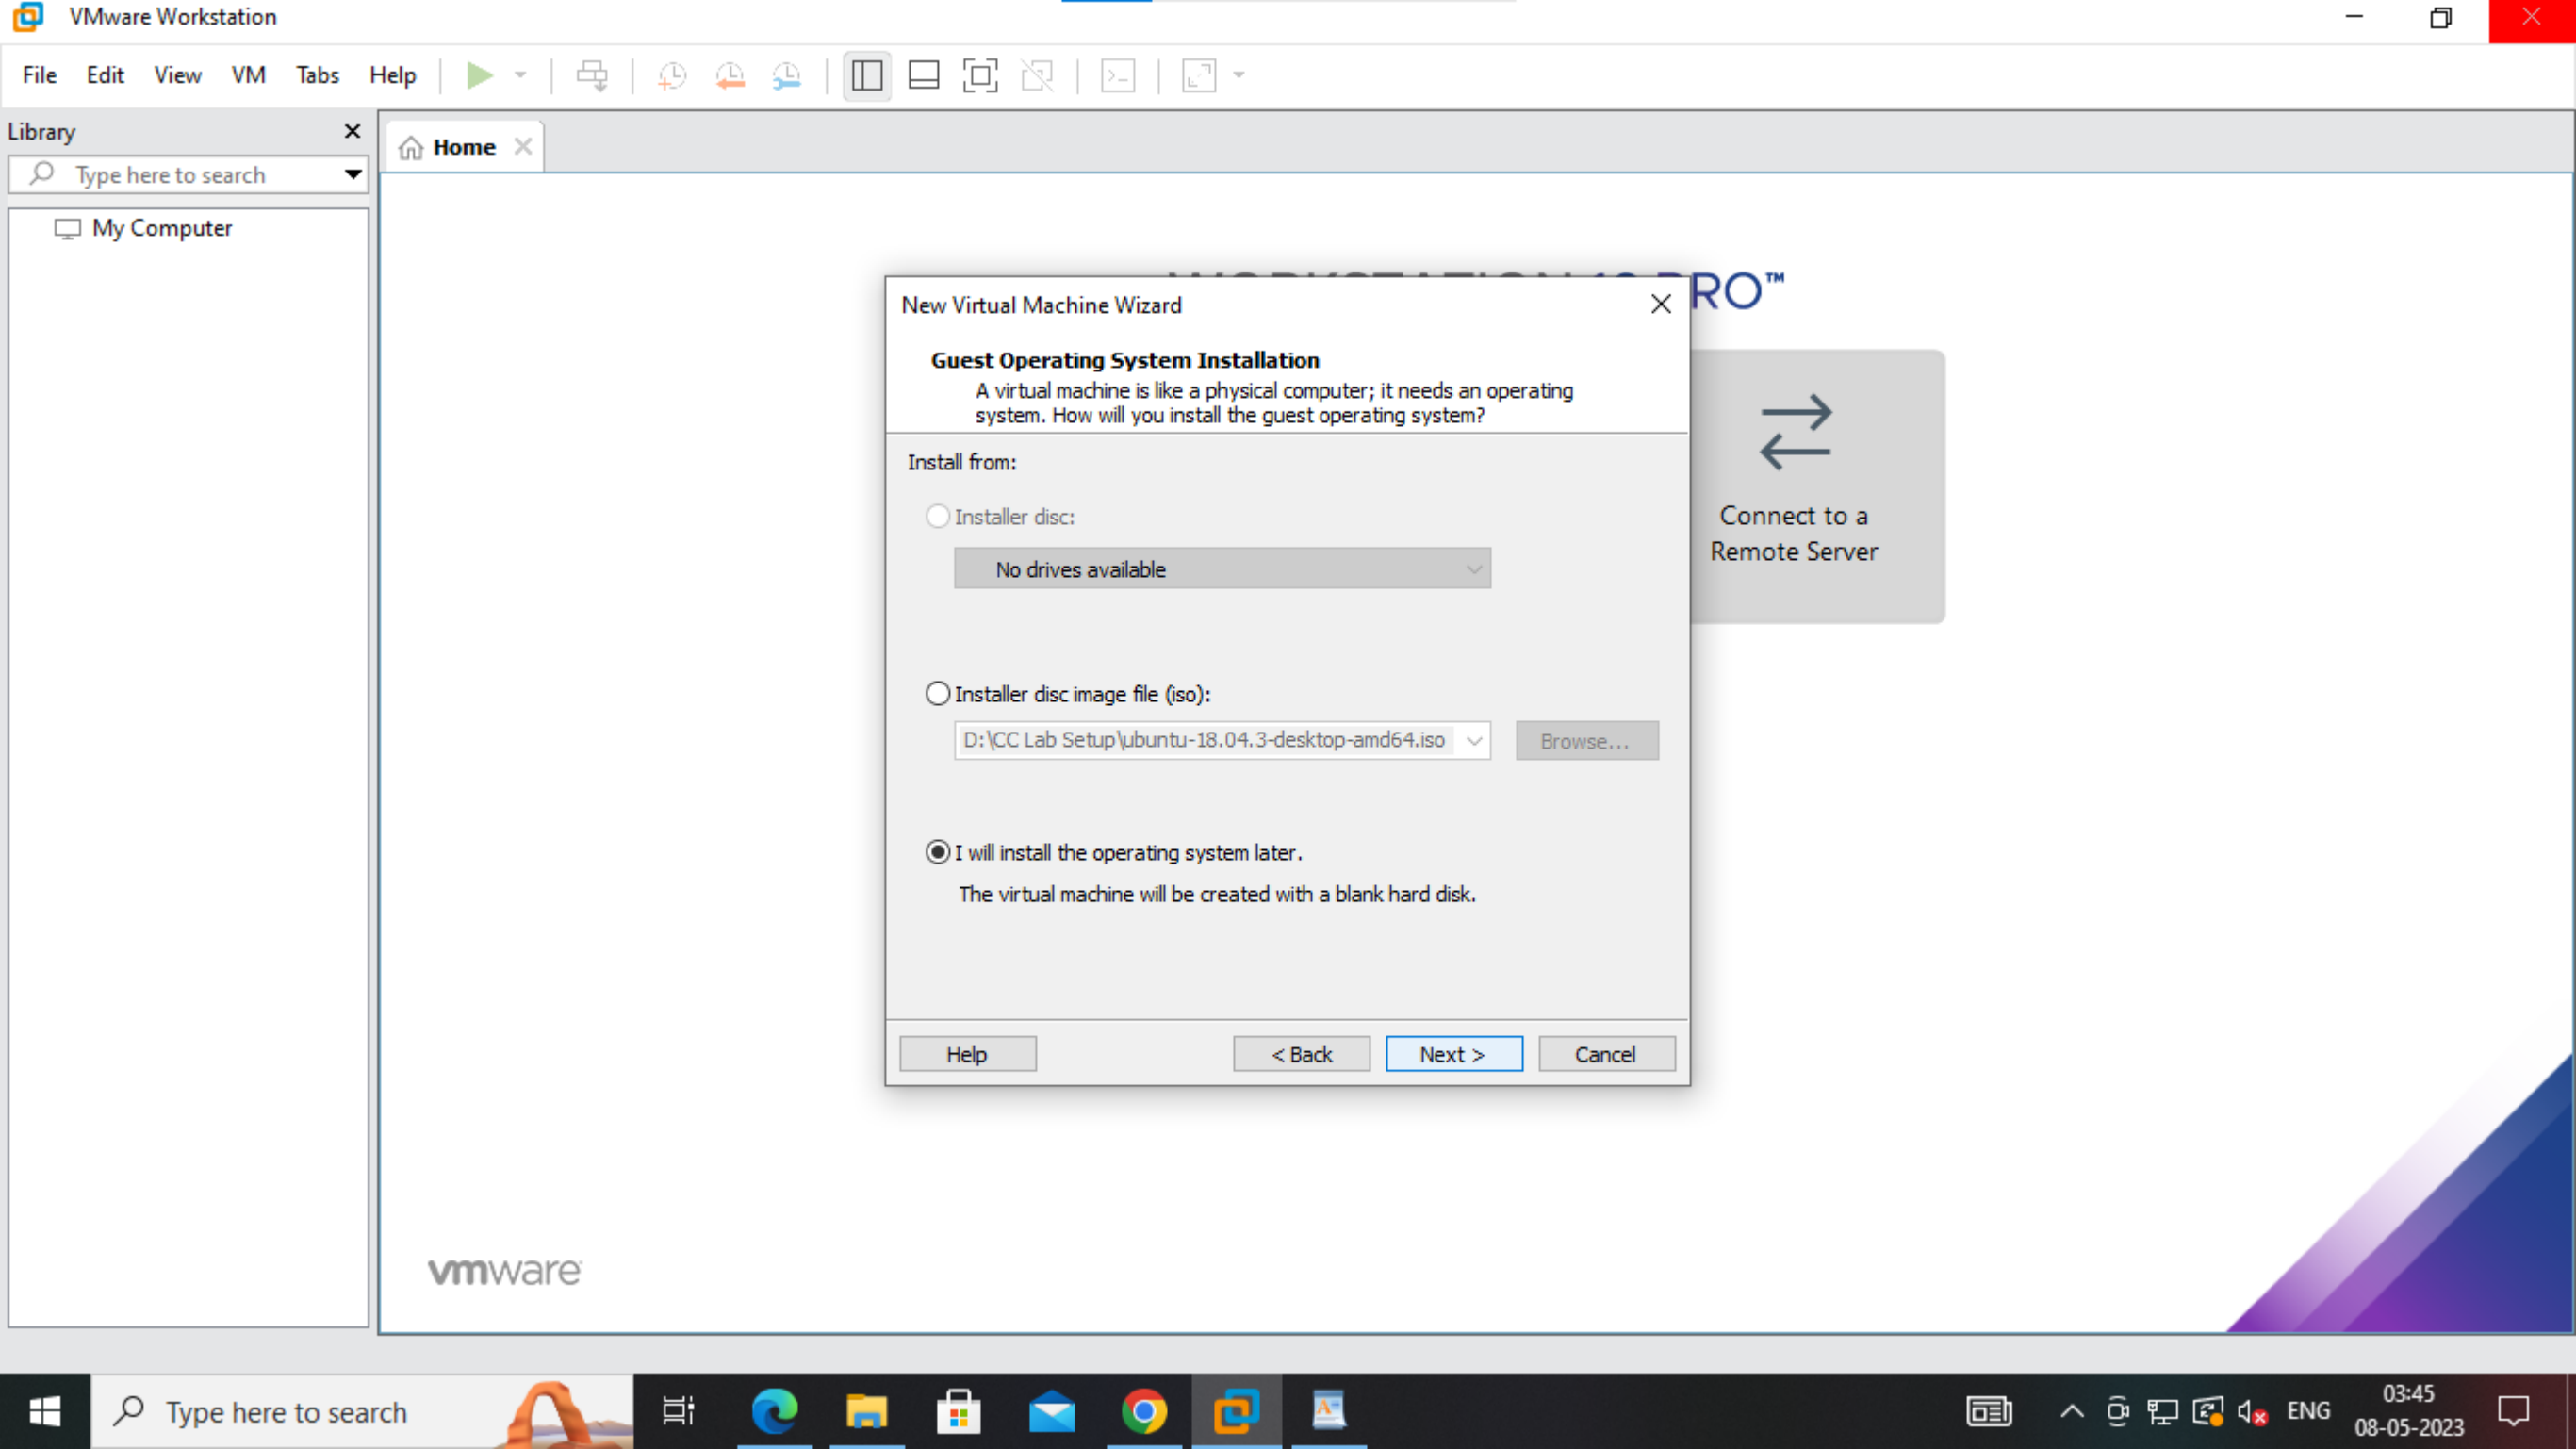 VMware Workstation
File Edit View VM Tabs Help
Library
Home
Type here to search
My Computer
PRO™
New Virtual Machine Wizard
Guest Operating System Installation
A virtual machine is like a physical computer; it needs an operating
system. How will you install the guest operating system?
Install from:
Installer disc:
No drives available
Connect to a
Remote Server
Installer disc image file (iso):
D:\CC Lab Setup\ubuntu-18.04.3-desktop-amd64.iso
Browse...
I will install the operating system later.
The virtual machine will be created with a blank hard disk.
Help
< Back
Next >
Cancel
vmware
Type here to search
ENG
03:45
08-05-2023